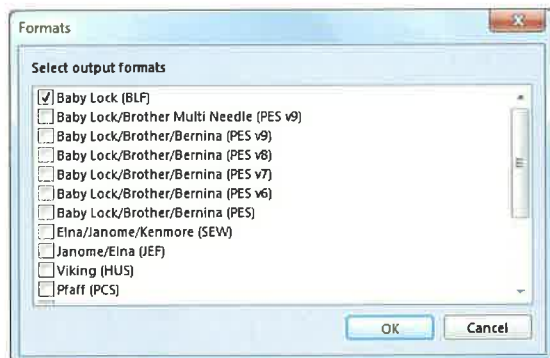 Formats
Select output formats
Baby Lock (BLF)
Baby Lock/Brother Multi Needle (PES v9)
Baby Lock/Brother/Bernina (PES v9)
Baby Lock/Brother/Bernina (PES v8)
Baby Lock/Brother/Bernina (PES v7)
Baby Lock/Brother/Bernina (PES v6)
Baby Lock/Brother/Bernina (PES)
Elna/Janome/Kenmore (SEW)
Janome/Elna (JEF)
Viking (HUS)
Pfaff (PCS)
OK
Cancel